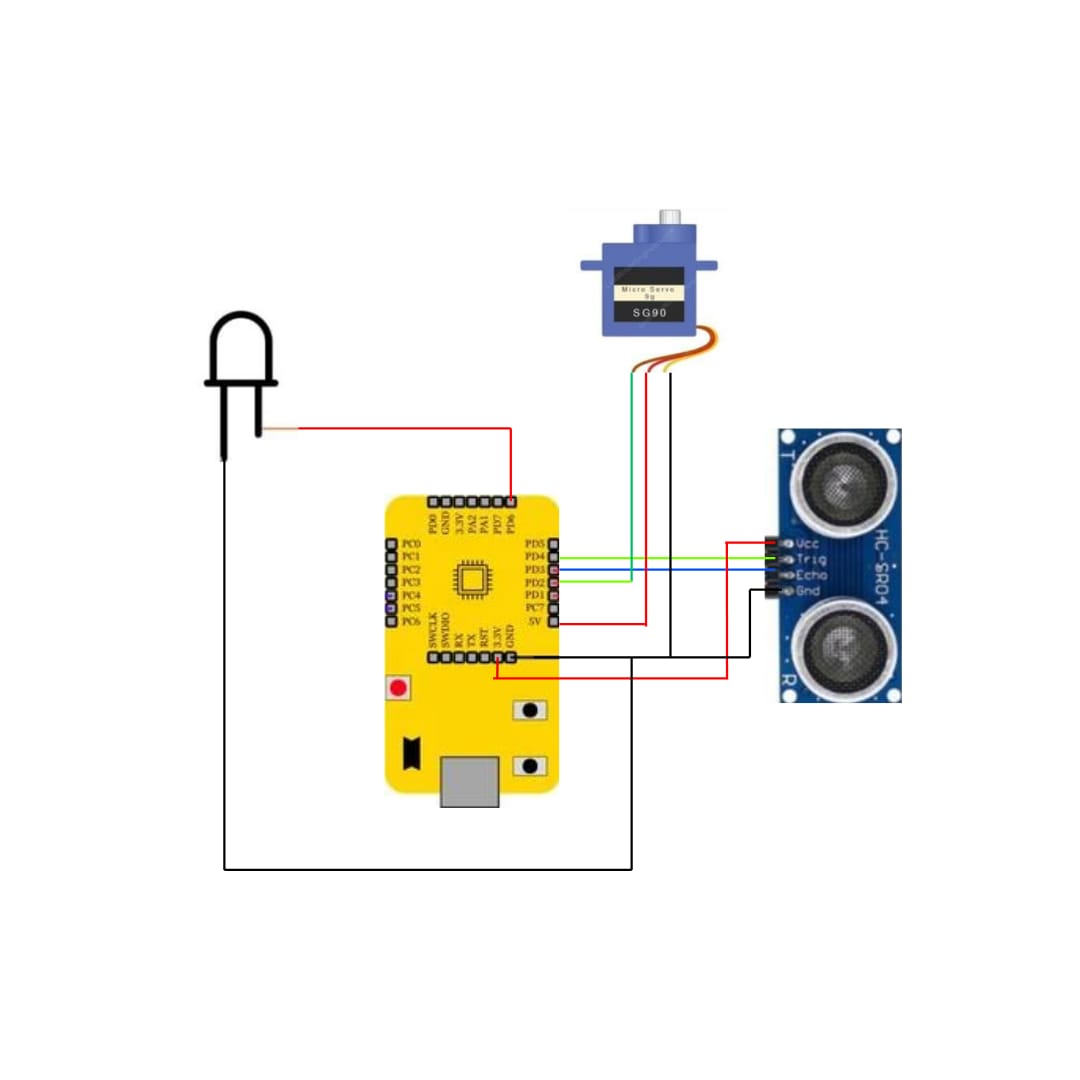 Micro Servo
9g
SG90
T
Vcc
Trig
Echo
Gnd
HC-SR04
R
PD0
GND
3.3V
PA2
PA1
PD7
PD6
PC0
PC1
PC2
PC3
PC4
PC5
PC6
PD5
PD4
PD3
PD2
PD1
PC7
5V
SWCLK
SWDIO
RX
TX
RST
3.3V
GND